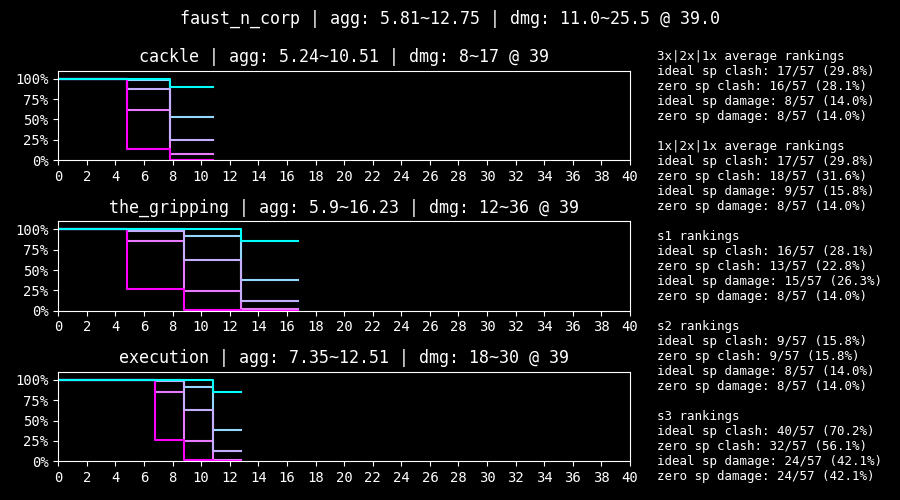 faust_n_corp | agg: 5.81~12.75 | dmg: 11.0~25.5 @ 39.0
cackle | agg: 5.24~10.51 | dmg: 8~17 @ 39
100%
75%
50%
25%
0%
0 2 4 6 8 10 12 14 16 18 20 22 24 26 28 30 32 34 36 38 40
the_gripping | agg: 5.9~16.23 | dmg: 12~36 @ 39
100%
75%
50%
25%
0%
0 2 4 6 8 10 12 14 16 18 20 22 24 26 28 30 32 34 36 38 40
execution | agg: 7.35~12.51 | dmg: 18~30 @ 39
100%
75%
50%
25%
0%
0 2 4 6 8 10 12 14 16 18 20 22 24 26 28 30 32 34 36 38 40
3x|2x|1x average rankings
ideal sp clash: 17/57 (29.8%)
zero sp clash: 16/57 (28.1%)
ideal sp damage: 8/57 (14.0%)
zero sp damage: 8/57 (14.0%)
1x|2x|1x average rankings
ideal sp clash: 17/57 (29.8%)
zero sp clash: 18/57 (31.6%)
ideal sp damage: 9/57 (15.8%)
zero sp damage: 8/57 (14.0%)
s1 rankings
ideal sp clash: 16/57 (28.1%)
zero sp clash: 13/57 (22.8%)
ideal sp damage: 15/57 (26.3%)
zero sp damage: 8/57 (14.0%)
s2 rankings
ideal sp clash: 9/57 (15.8%)
zero sp clash: 9/57 (15.8%)
ideal sp damage: 8/57 (14.0%)
zero sp damage: 8/57 (14.0%)
s3 rankings
ideal sp clash: 40/57 (70.2%)
zero sp clash: 32/57 (56.1%)
ideal sp damage: 24/57 (42.1%)
zero sp damage: 24/57 (42.1%)